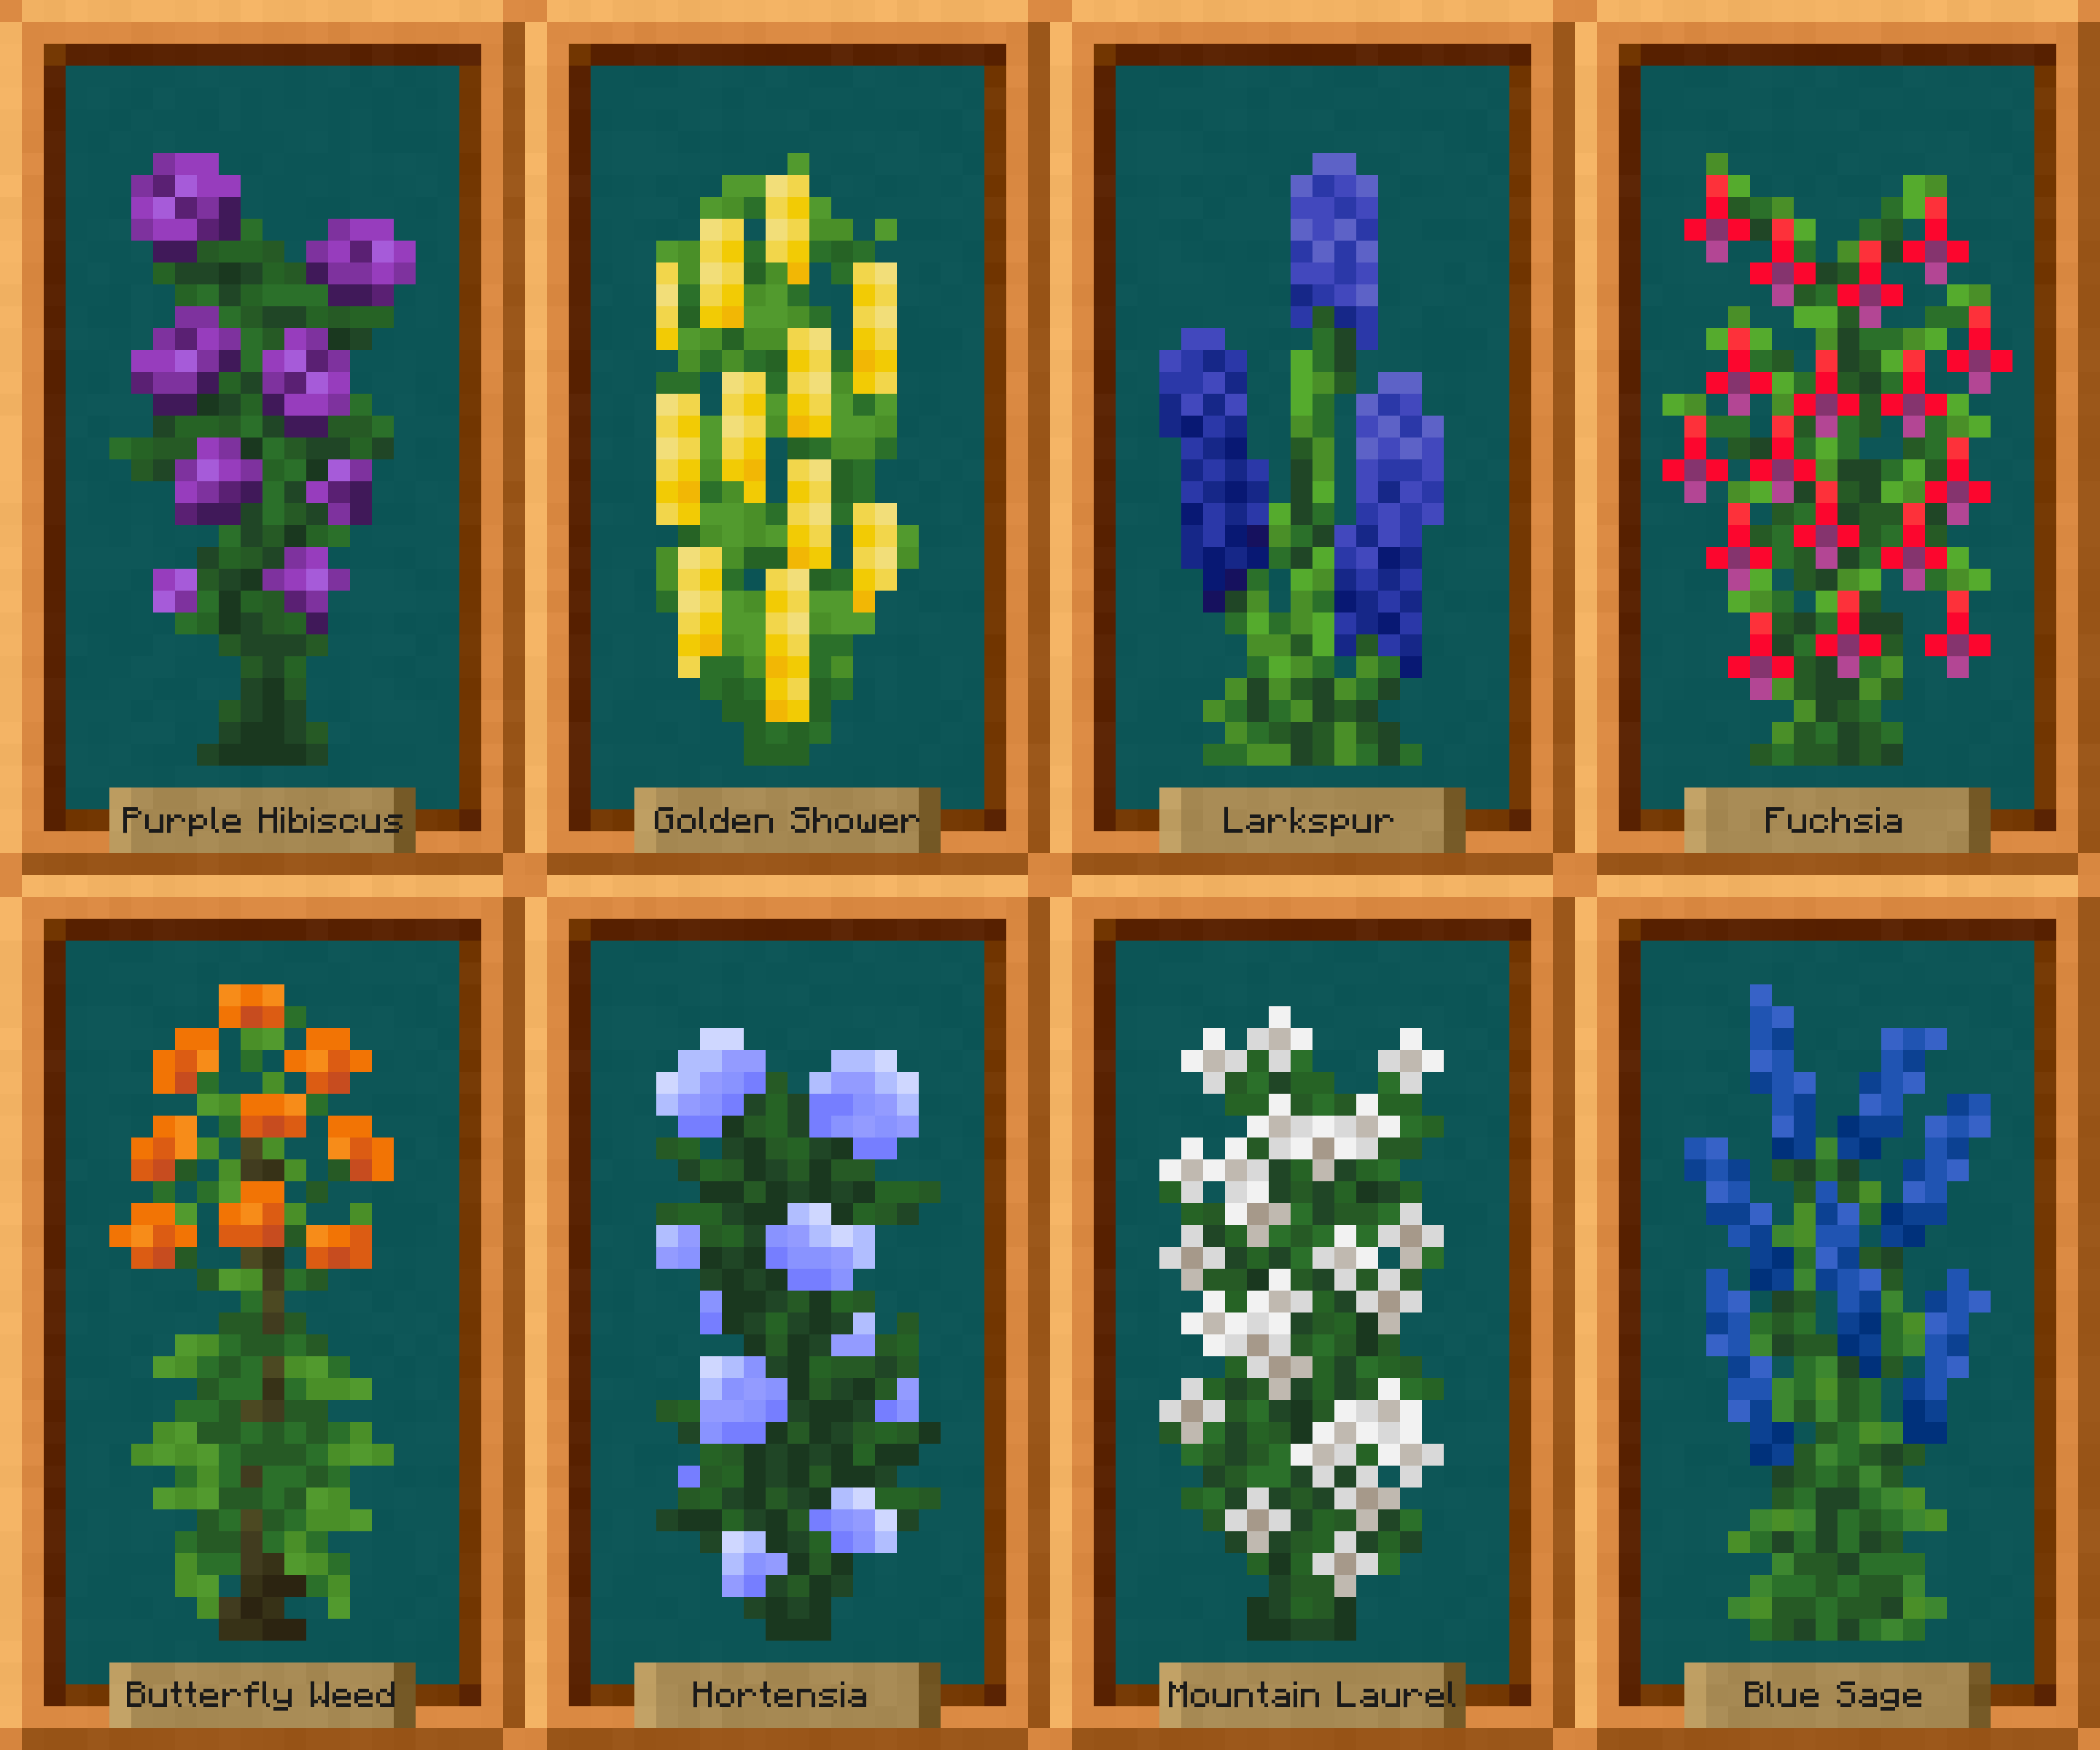 Purple Hibiscus
Golden Shower
Larkspur
Fuchsia
Butterfly Weed
Hortensia
Mountain Laurel
Blue Sage